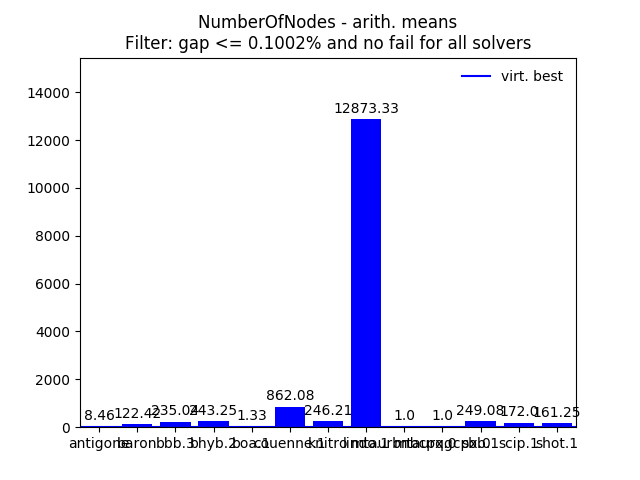 NumberOfNodes - arith. means
Filter: gap <= 0.1002% and no fail for all solvers
virt. best
14000
12000
10000
8000
6000
4000
2000
0
8.46 122.42 235.04 243.25 1.33 862.08 246.21 12873.33 1.0 1.0 249.08 172.0 161.25
antigone baron bbb.3 bhyb.2 boa.1 couenne.1 scip.1 shot.1